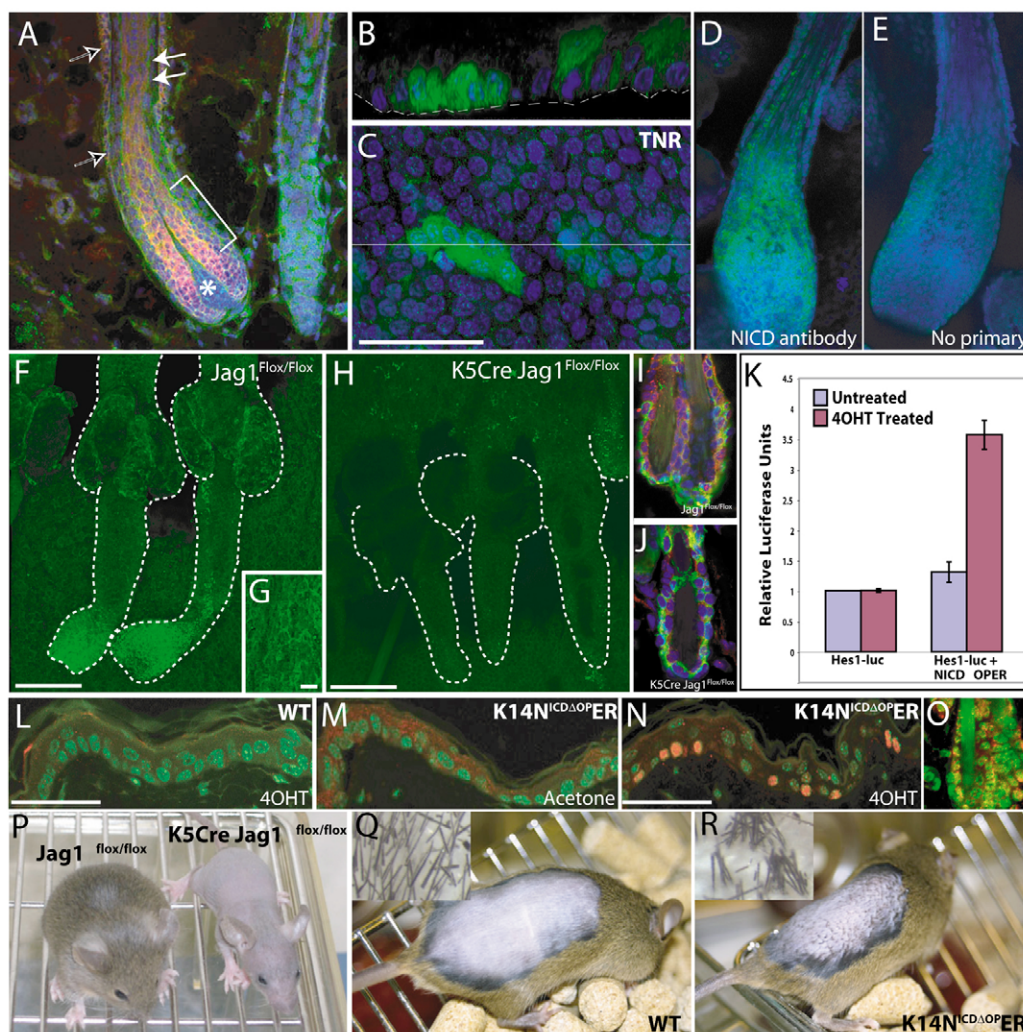 A
*
B
C
TNR
D
NICD antibody
E
No primary
F
Jag1Flox/Flox
G
H
K5Cre Jag1Flox/Flox
I
Jag1Flox/Flox
J
K5Cre Jag1Flox/Flox
K
Relative Luciferase Units
4.5
4
3.5
3
2.5
2
1.5
1
0.5
0
Untreated
4OHT Treated
Hes1-luc
Hes1-luc +
NICD OPER
L
WT
4OHT
M
K14NICDΔOPER
Acetone
N
K14NICDΔOPER
4OHT
O
P
Jag1 flox/flox
K5Cre Jag1 flox/flox
Q
WT
R
K14NICDΔOPER